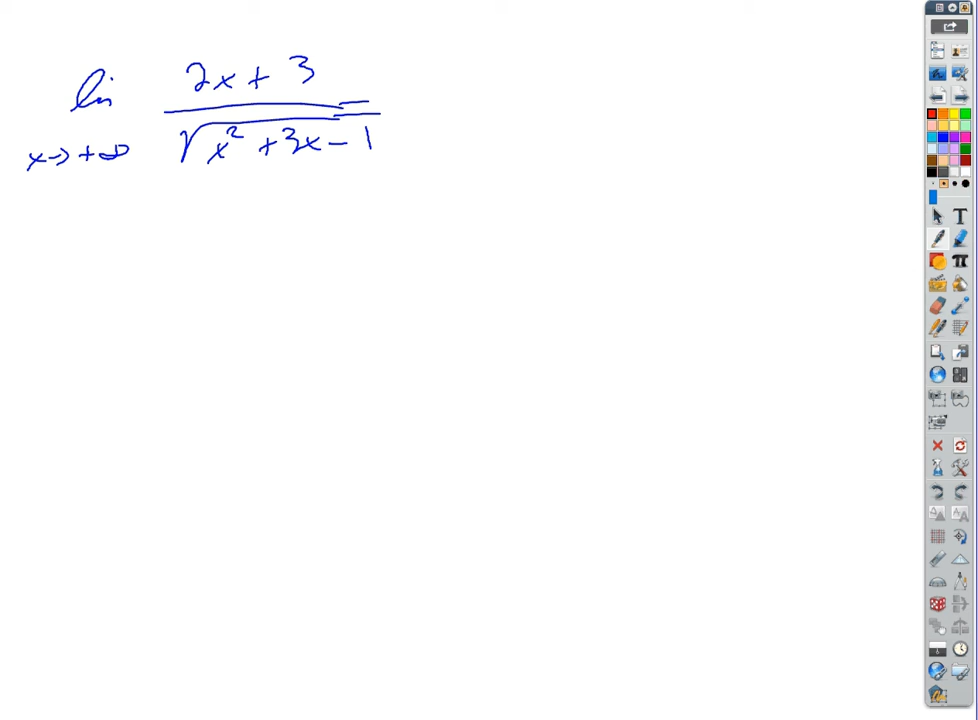 lim 2x + 3
x→+∞ √x² + 3x − 1